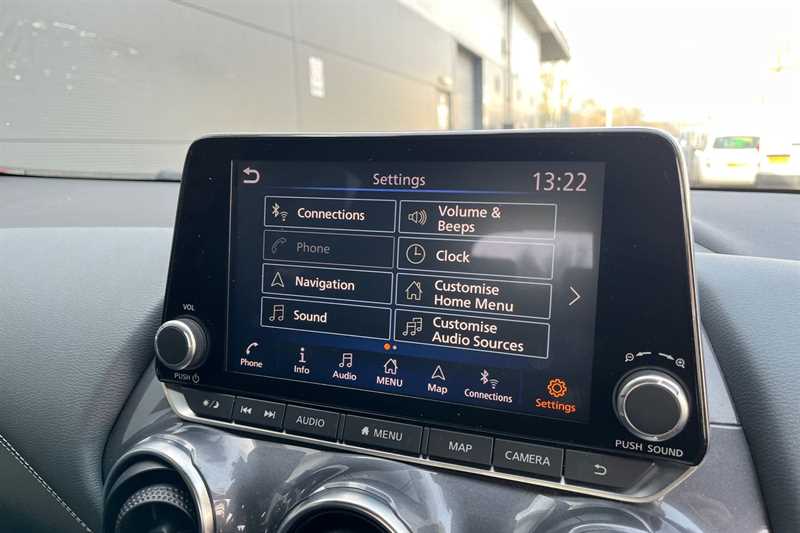 Settings
13:22
Connections
Volume &
Beeps
Phone
Clock
Navigation
Customise
Home Menu
Sound
Customise
Audio Sources
Phone
Info
Audio
MENU
Map
Connections
Settings
VOL
PUSH
PUSH SOUND
AUDIO
MENU
MAP
CAMERA